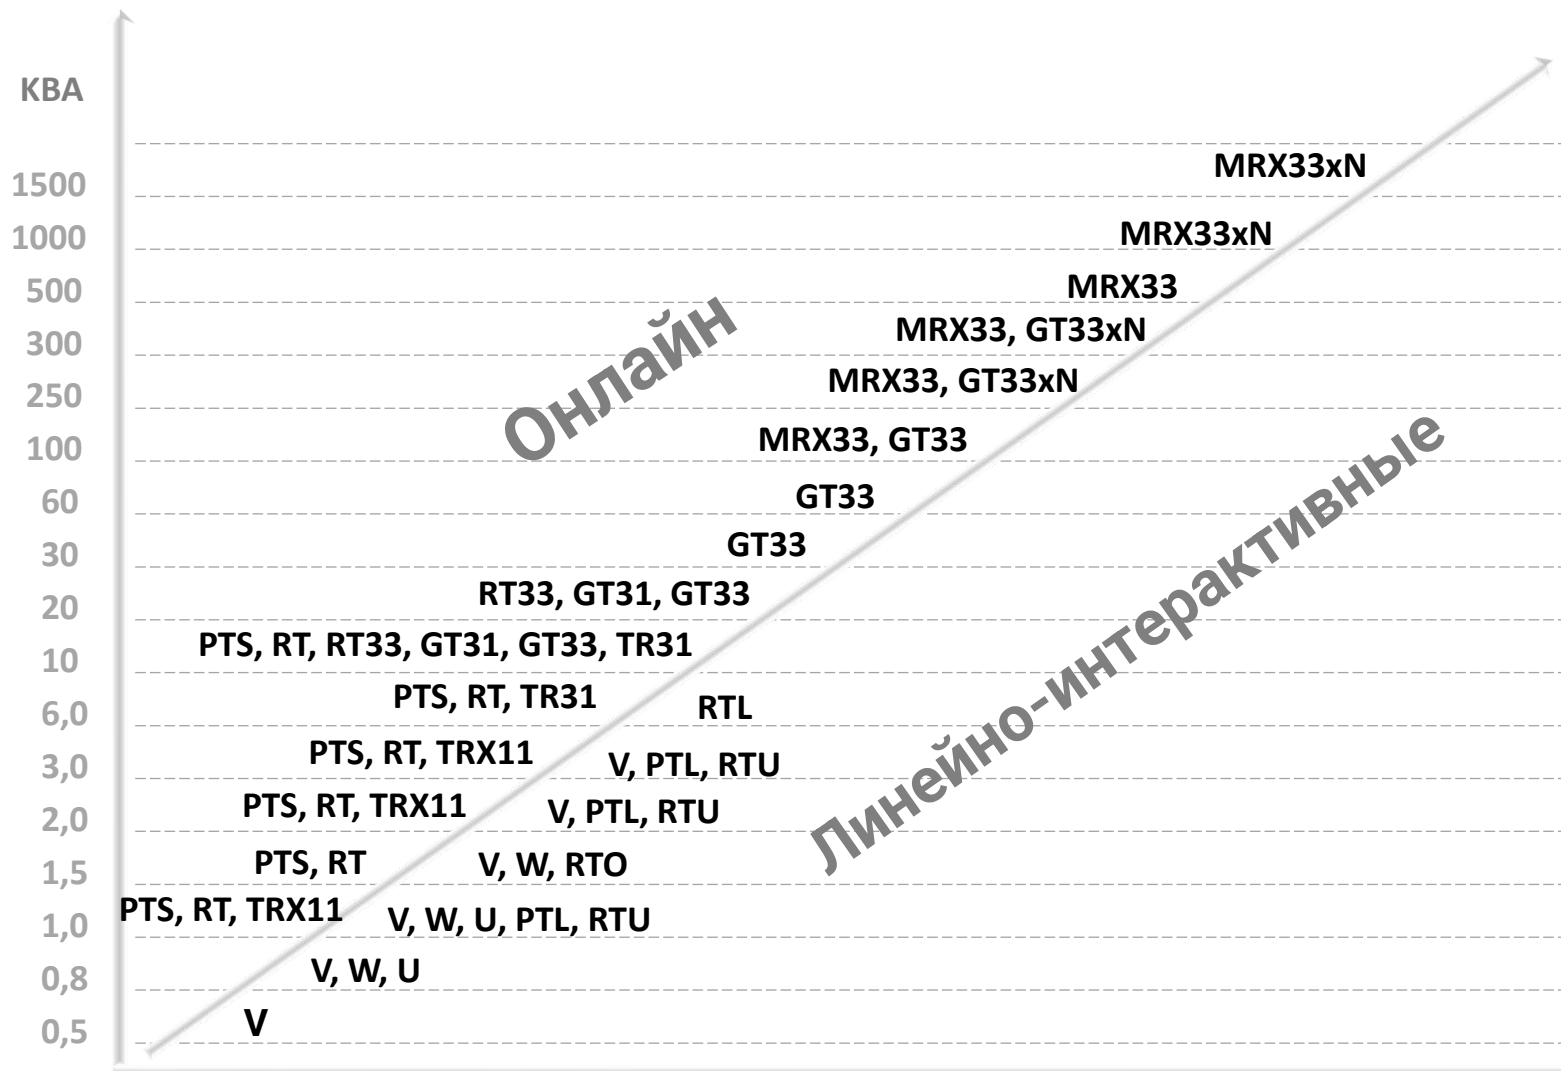 КВА
MRX33xN
1500
MRX33xN
1000
MRX33
500
MRX33, GT33xN
300
MRX33, GT33xN
250
MRX33, GT33
100
GT33
60
GT33
30
RT33, GT31, GT33
20
PTS, RT, RT33, GT31, GT33, TR31
10
PTS, RT, TR31
RTL
6,0
PTS, RT, TRX11
V, PTL, RTU
3,0
PTS, RT, TRX11
V, PTL, RTU
2,0
PTS, RT
V, W, RTO
1,5
PTS, RT, TRX11
V, W, U, PTL, RTU
1,0
V, W, U
0,8
V
0,5
Онлайн
Линейно-интерактивные